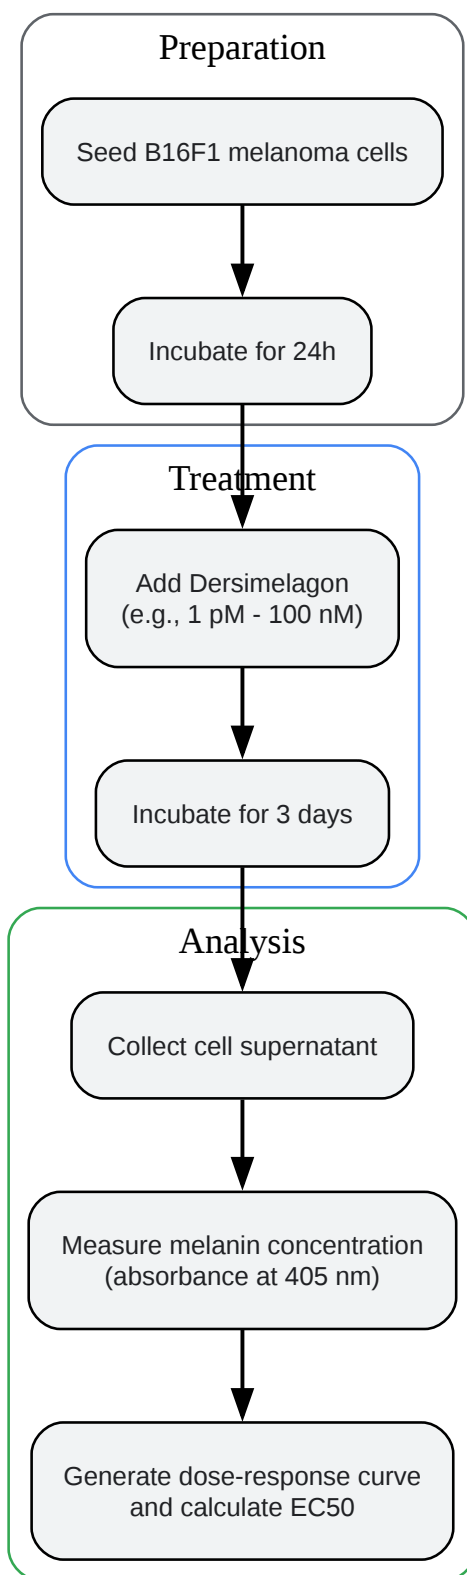 Preparation
Seed B16F1 melanoma cells
Incubate for 24h
Treatment
Add Dersimelagon
(e.g., 1 pM - 100 nM)
Incubate for 3 days
Analysis
Collect cell supernatant
Measure melanin concentration
(absorbance at 405 nm)
Generate dose-response curve
and calculate EC50